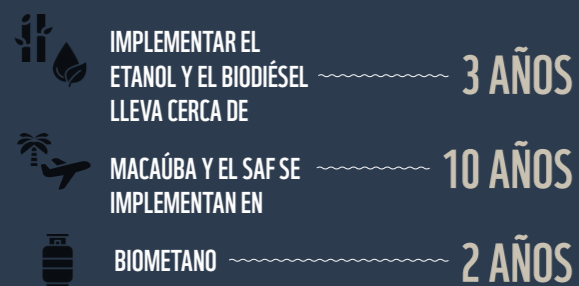 IMPLEMENTAR EL
ETANOL Y EL BIODIÉSEL
LLEVA CERCA DE
3 AÑOS
MACAÚBA Y EL SAF SE
IMPLEMENTAN EN
10 AÑOS
BIOMETANO
2 AÑOS